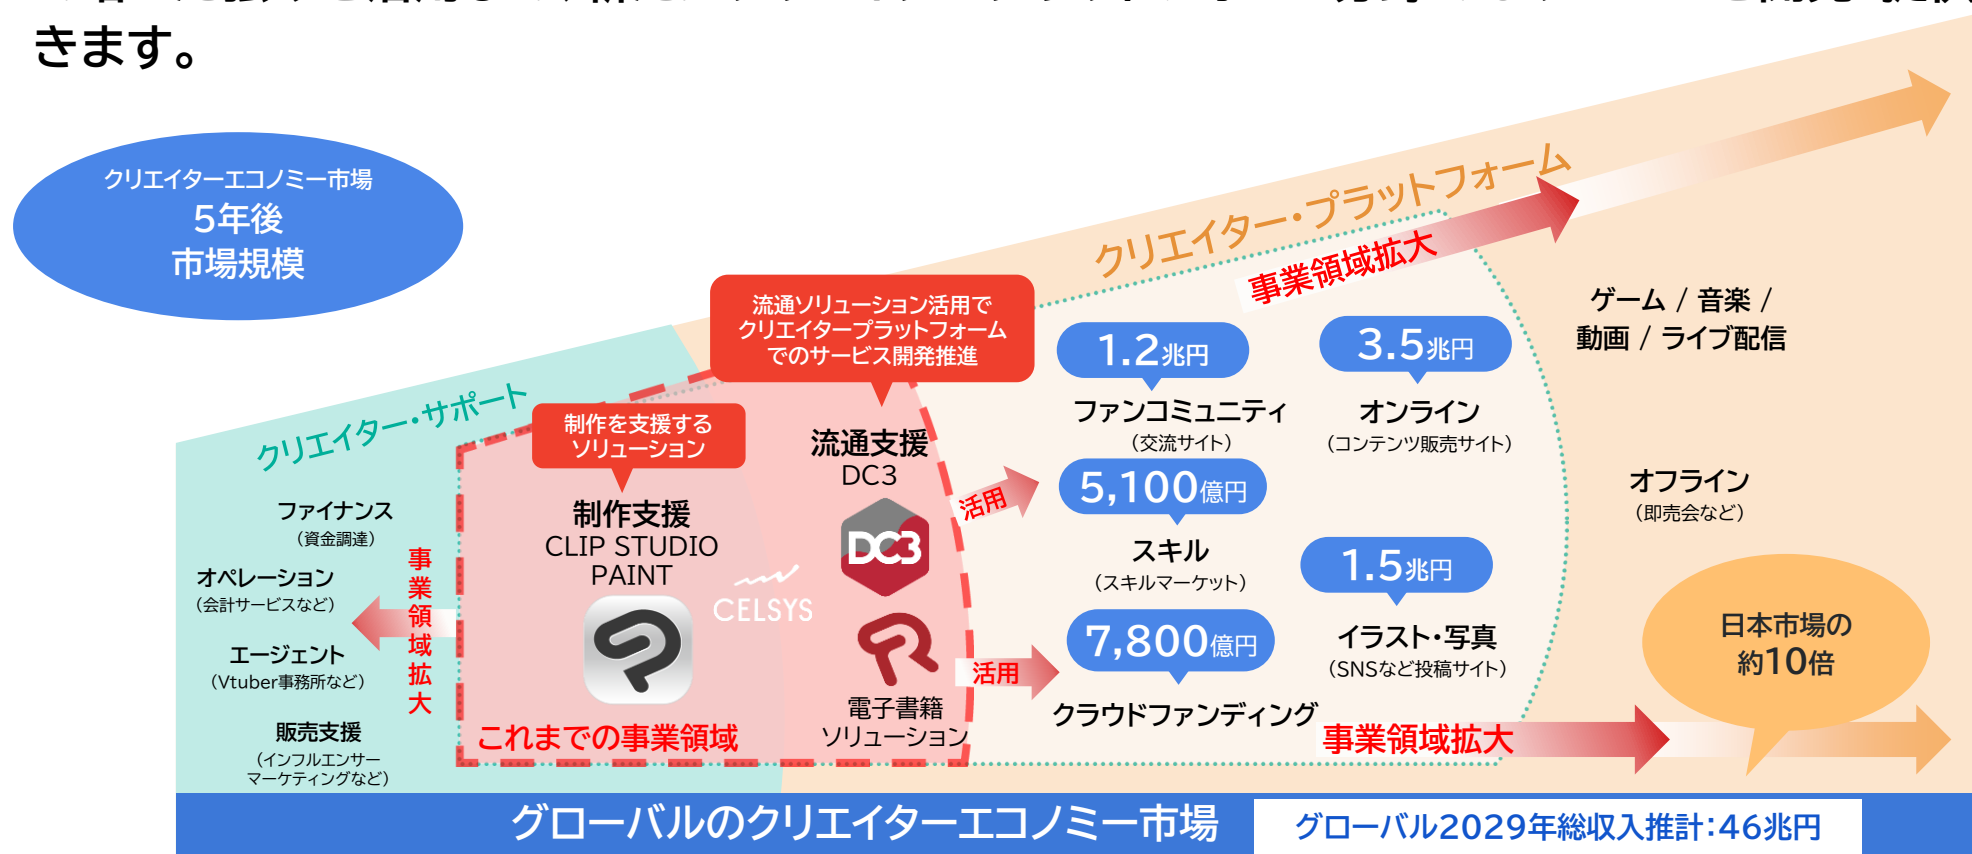 きます。
クリエイターエコノミー市場
5年後
市場規模
クリエイター・プラットフォーム
事業領域拡大
流通ソリューション活用で
クリエイタープラットフォーム
でのサービス開発推進
クリエイター・サポート
制作を支援する
ソリューション
ゲーム / 音楽 /
動画 / ライブ配信
1.2兆円
ファンコミュニティ
（交流サイト）
3.5兆円
オンライン
（コンテンツ販売サイト）
流通支援
DC3
DC3
活用
5,100億円
スキル
（スキルマーケット）
オフライン
（即売会など）
ファイナンス
（資金調達）
オペレーション
（会計サービスなど）
エージェント
（Vtuber事務所など）
販売支援
（インフルエンサー
マーケティングなど）
事業領域拡大
制作支援
CLIP STUDIO
PAINT
CELSYS
これまでの事業領域
電子書籍
ソリューション
活用
7,800億円
クラウドファンディング
1.5兆円
イラスト・写真
（SNSなど投稿サイト）
事業領域拡大
日本市場の
約10倍
グローバルのクリエイターエコノミー市場
グローバル2029年総収入推計：46兆円